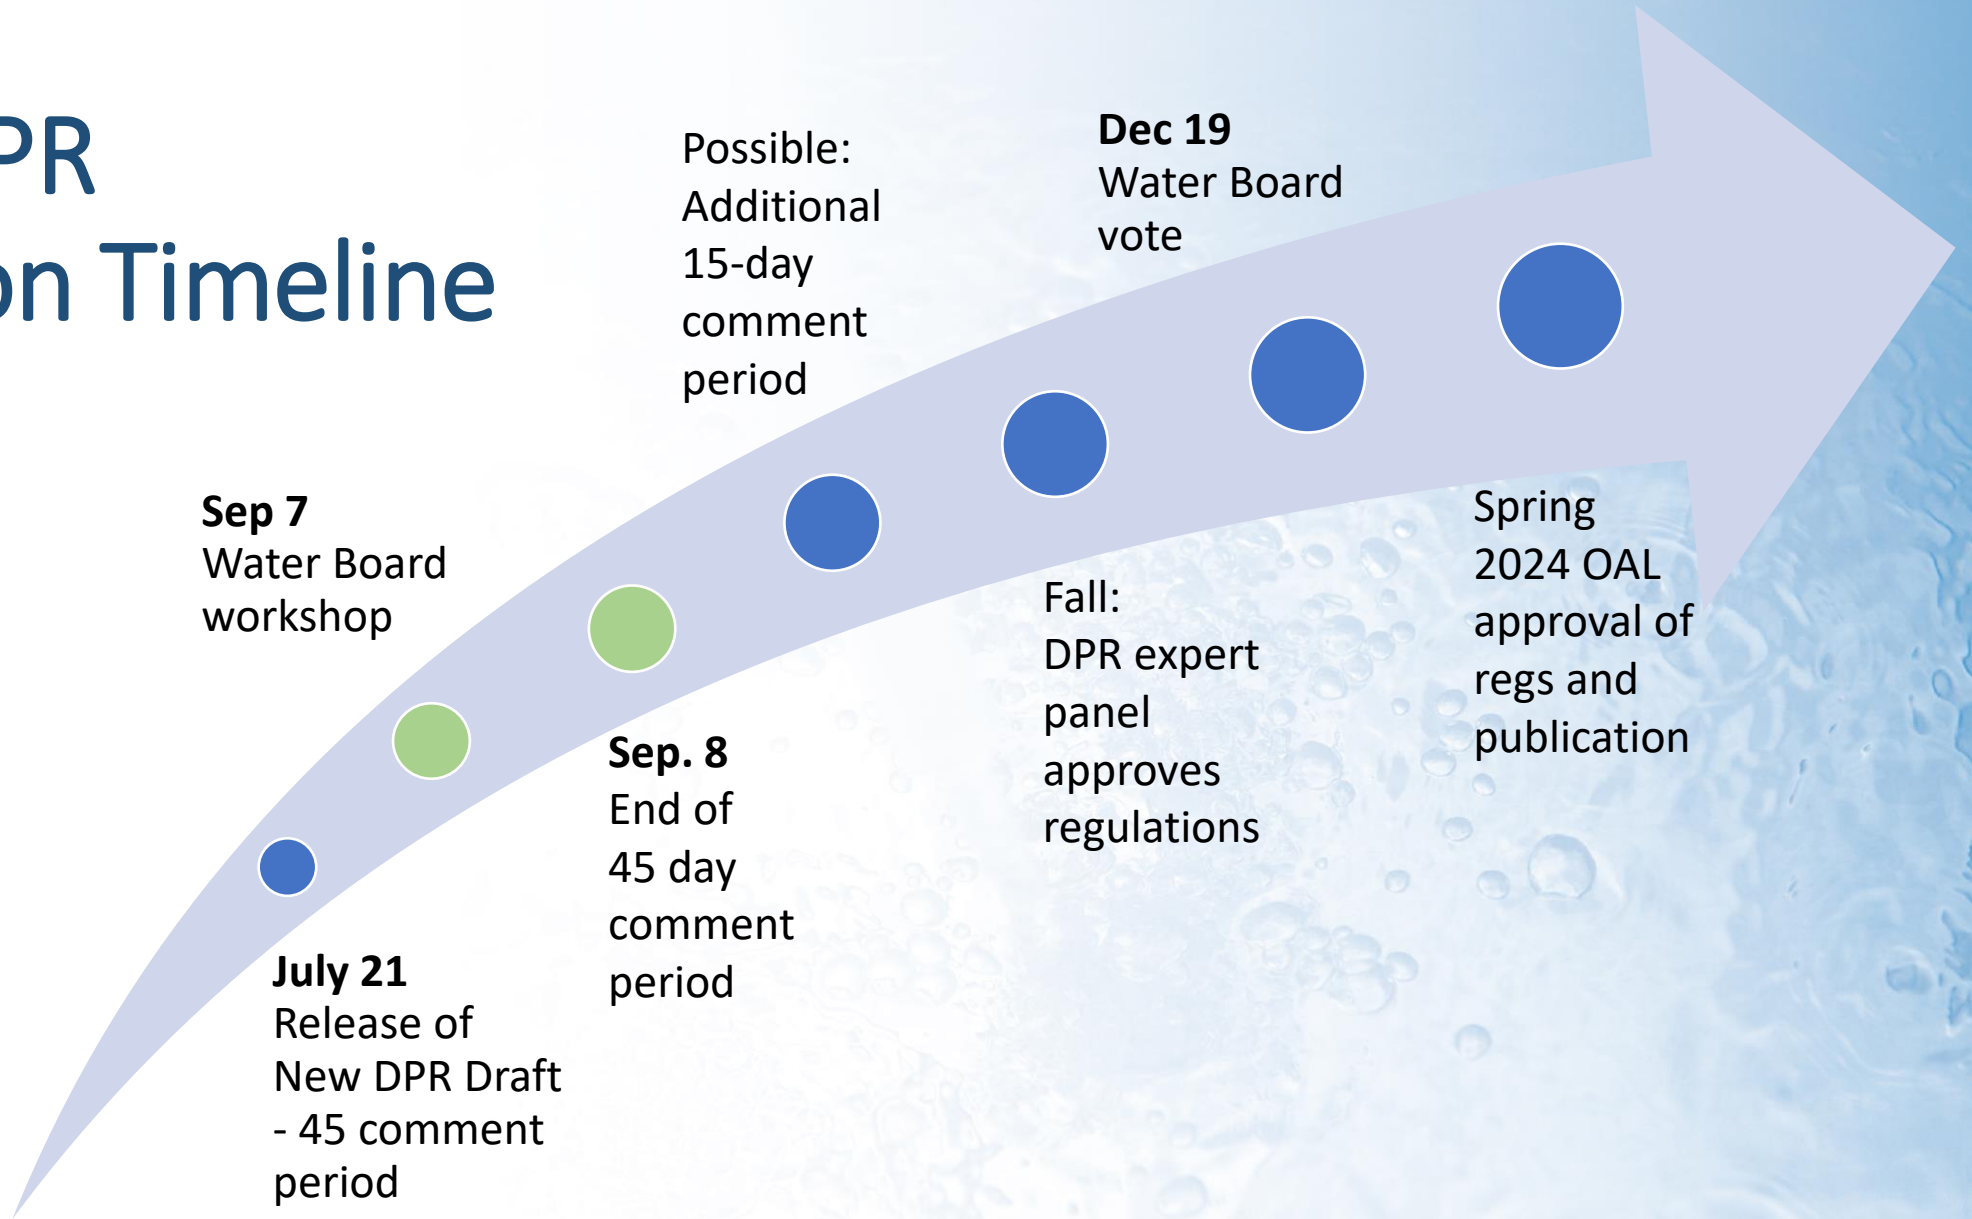 PR
on Timeline
Possible:
Additional
15-day
comment
period
Dec 19
Water Board
vote
Sep 7
Water Board
workshop
Spring
2024 OAL
approval of
regs and
publication
Fall:
DPR expert
panel
approves
regulations
Sep. 8
End of
45 day
comment
period
July 21
Release of
New DPR Draft
- 45 comment
period